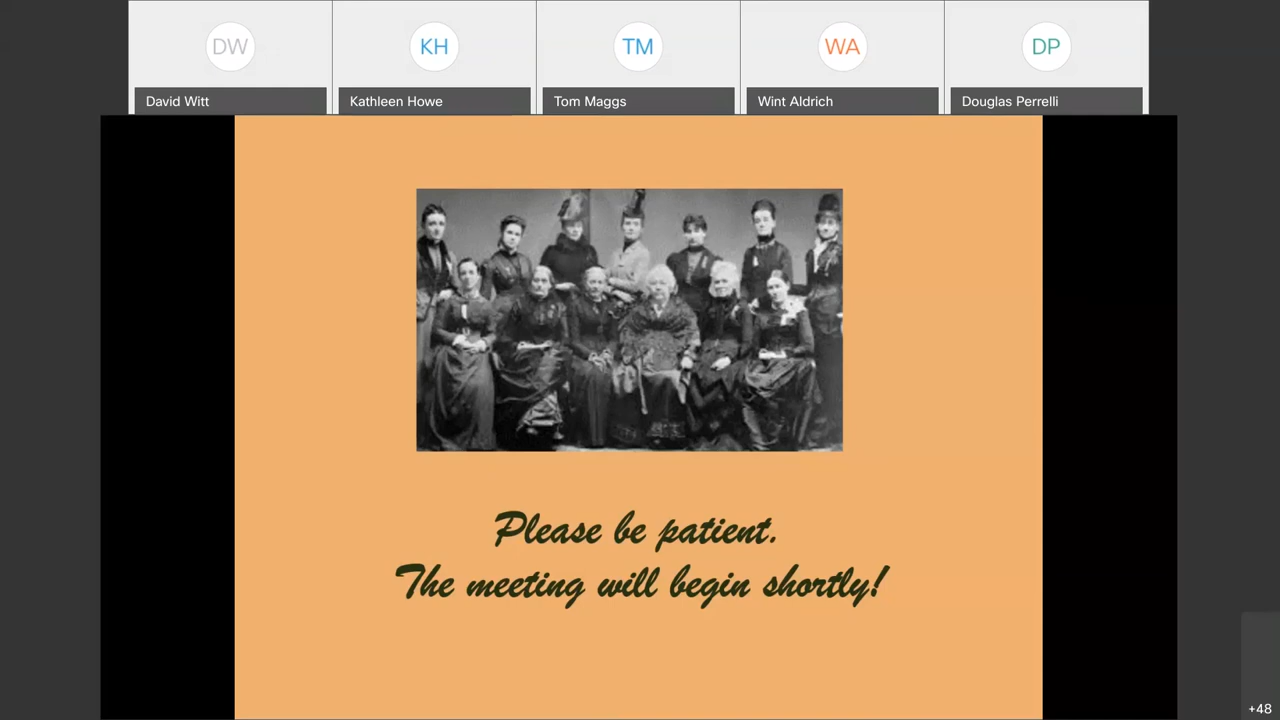 DW
KH
TM
WA
DP
David Witt
Kathleen Howe
Tom Maggs
Wint Aldrich
Douglas Perrelli
Please be patient.
The meeting will begin shortly!
+48